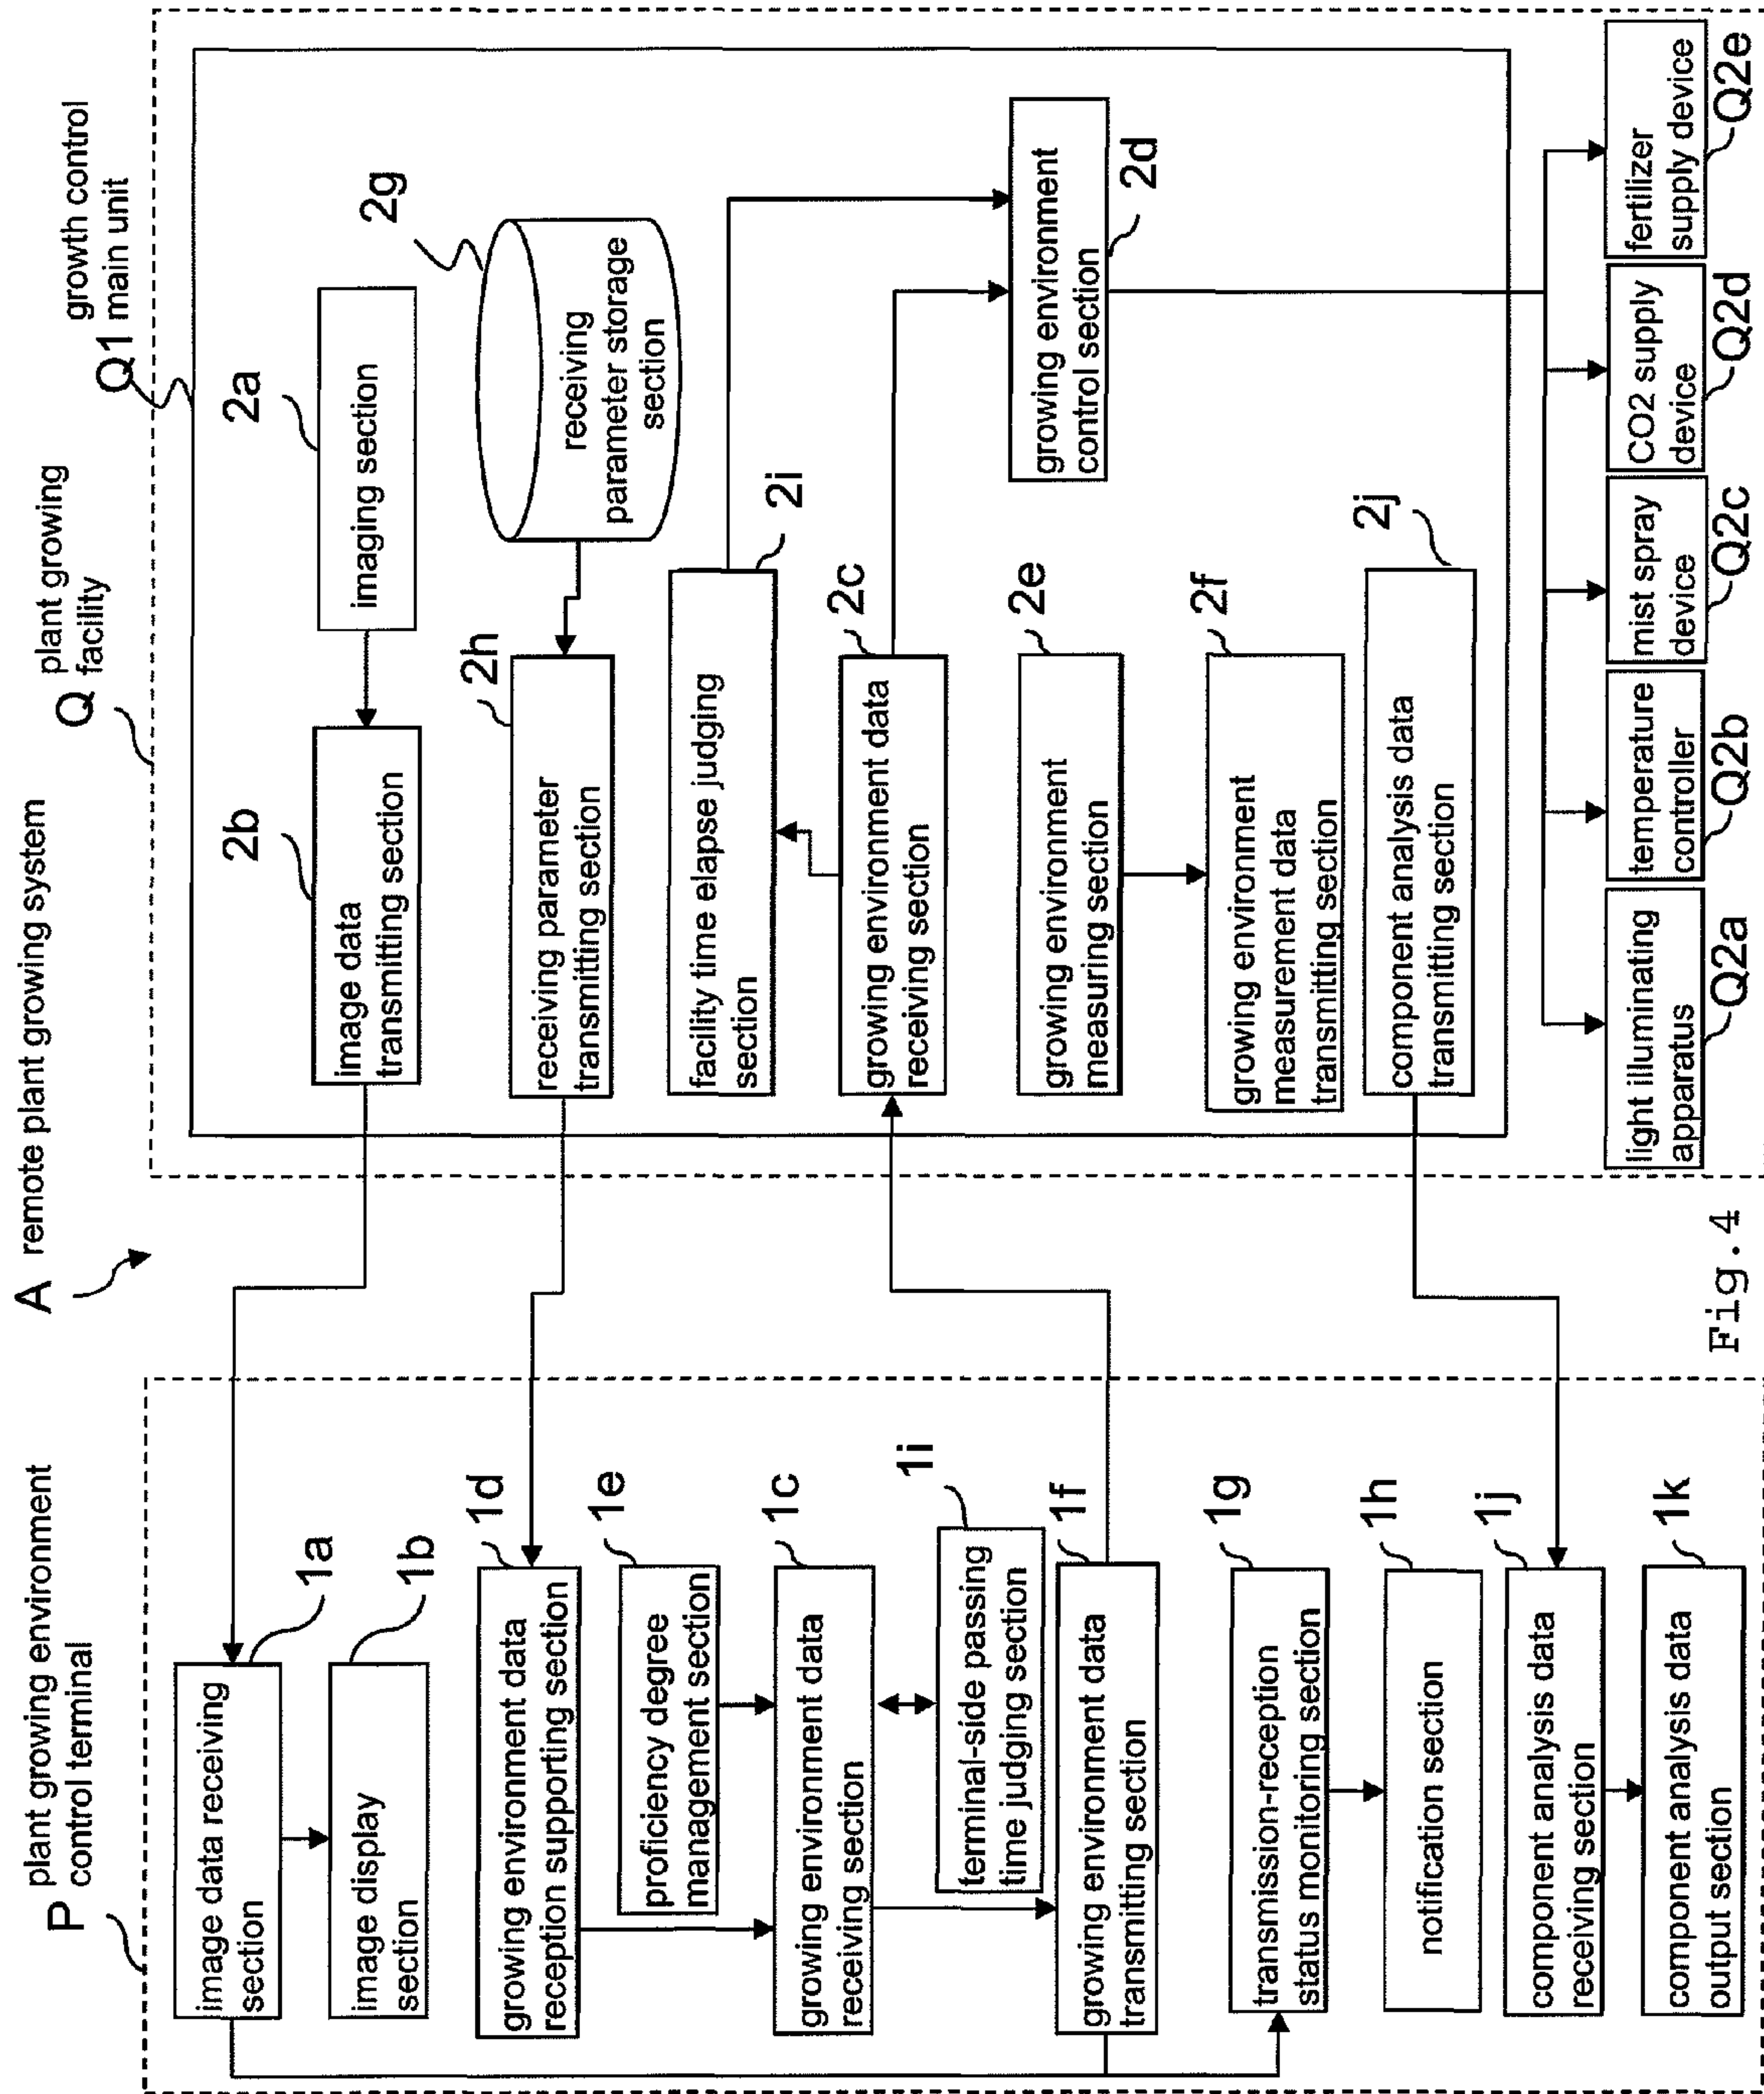 A remote plant growing system
P
plant growing environment
control terminal
image data receiving
section
1a
image display
section
1b
growing environment data
reception supporting section
1d
proficiency degree
management section
1e
growing environment data
receiving section
1c
terminal-side passing
time judging section
1i
growing environment data
transmitting section
1f
transmission-reception
status monitoring section
1g
notification section
1h
component analysis data
receiving section
1j
component analysis data
output section
1k
Q
plant growing
facility
Q1
growth control
main unit
imaging section
2a
image data
transmitting section
2b
receiving
parameter storage
section
2g
receiving parameter
transmitting section
2h
facility time elapse judging
section
2i
growing environment data
receiving section
2c
growing environment
control section
2d
growing environment
measuring section
2e
growing environment
measurement data
transmitting section
2f
component analysis data
transmitting section
2j
light illuminating
apparatus
Q2a
temperature
controller
Q2b
mist spray
device
Q2c
CO2 supply
device
Q2d
fertilizer
supply device
Q2e
Fig.4